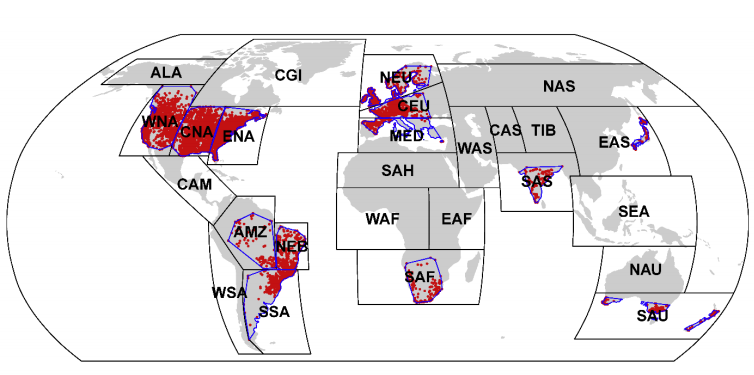 ALA
CGI
NEU
NAS
WNA
CNA
ENA
CEU
MED
WAS
CAS
TIB
EAS
CAM
SAH
SAS
WAF
EAF
SEA
AMZ
NEB
SAF
NAU
WSA
SSA
SAU